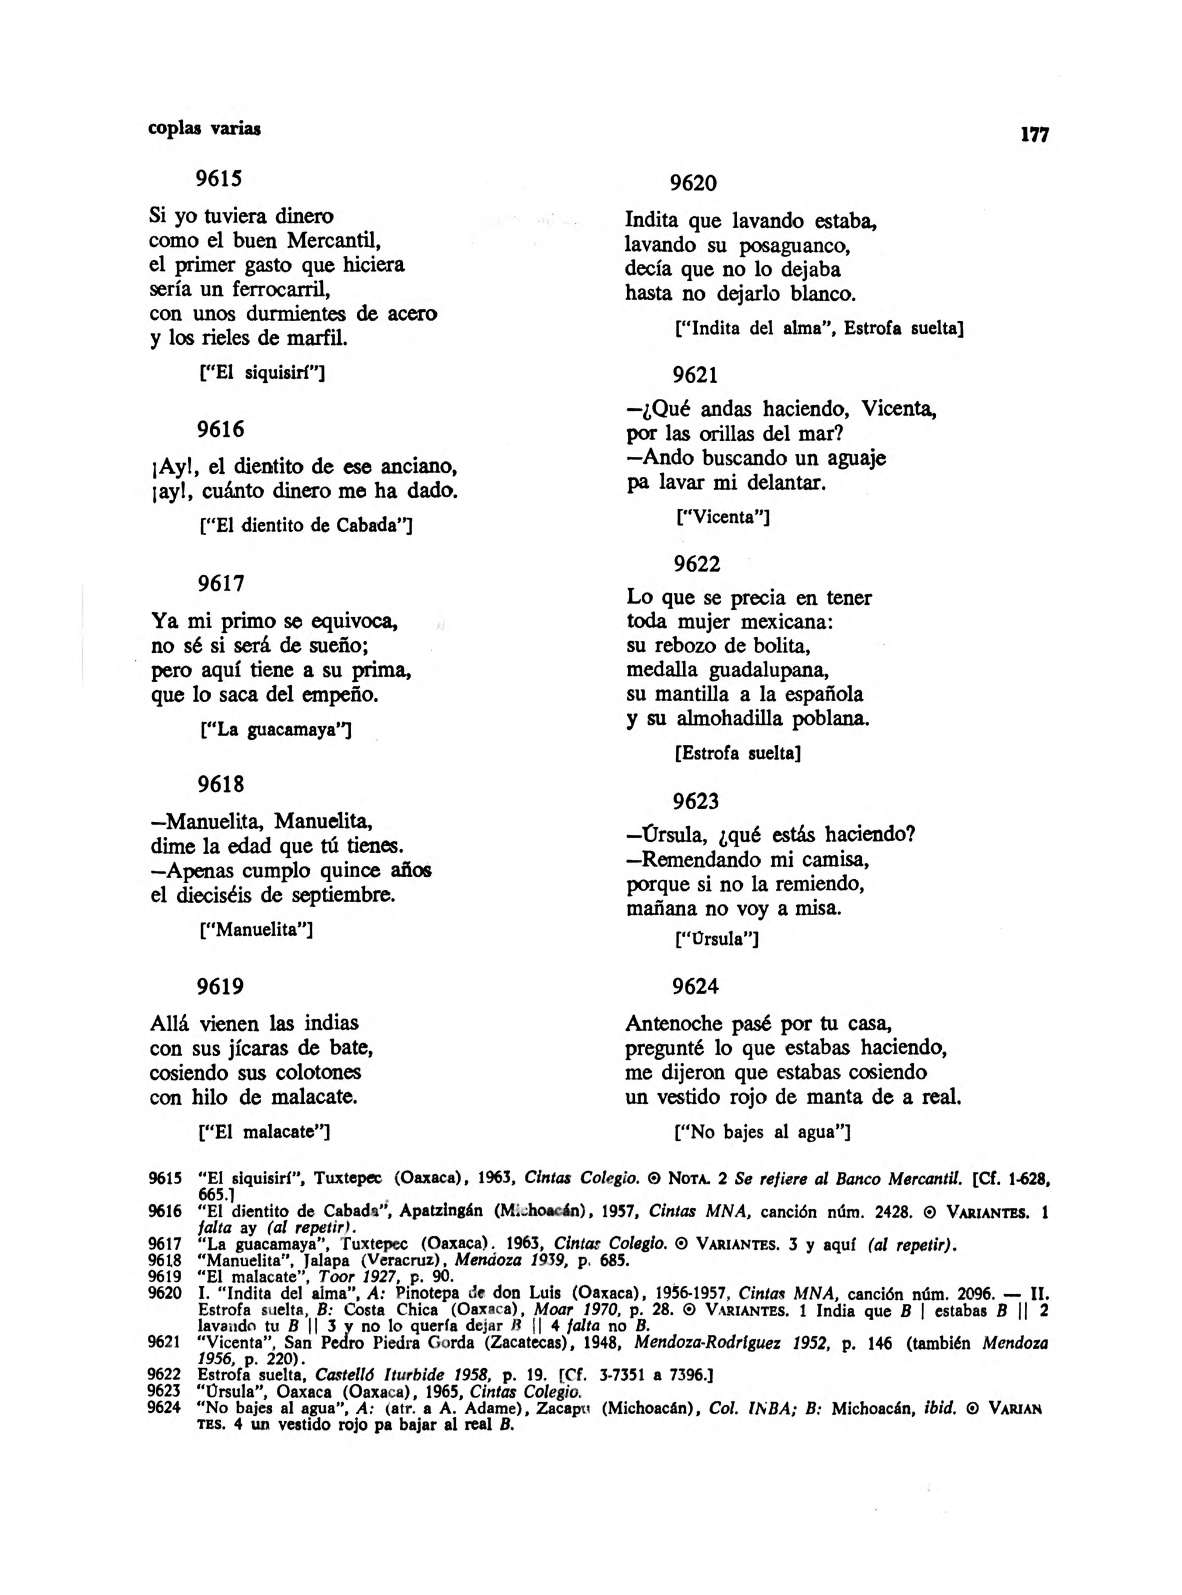 coplas varias
177
9615
Si yo tuviera dinero
como el buen Mercantil,
el primer gasto que hiciera
sería un ferrocarril,
con unos durmientes de acero
y los rieles de marfil.
["El siquisirí"]
9616
¡Ay!, el dientito de ese anciano,
¡ay!, cuánto dinero me ha dado.
["El dientito de Cabada"]
9617
Ya mi primo se equivoca,
no sé si será de sueño;
pero aquí tiene a su prima,
que lo saca del empeño.
["La guacamaya"]
9618
—Manuelita, Manuelita,
dime la edad que tú tienes.
—Apenas cumplo quince años
el dieciséis de septiembre.
["Manuelita"]
9619
Allá vienen las indias
con sus jícaras de bate,
cosiendo sus colotones
con hilo de malacate.
["El malacate"]
9620
Indita que lavando estaba,
lavando su posaguanco,
decía que no lo dejaba
hasta no dejarlo blanco.
["Indita del alma", Estrofa suelta]
9621
—¿Qué andas haciendo, Vicenta,
por las orillas del mar?
—Ando buscando un aguaje
pa lavar mi delantar.
["Vicenta"]
9622
Lo que se precia en tener
toda mujer mexicana:
su rebozo de bolita,
medalla guadalupana,
su mantilla a la española
y su almohadilla poblana.
[Estrofa suelta]
9623
—Úrsula, ¿qué estás haciendo?
—Remendando mi camisa,
porque si no la remiendo,
mañana no voy a misa.
["Úrsula"]
9624
Antenoche pasé por tu casa,
pregunté lo que estabas haciendo,
me dijeron que estabas cosiendo
un vestido rojo de manta de a real.
["No bajes al agua"]
9615 "El siquisirí", Tuxtepec (Oaxaca), 1963, Cintas Colegio. ⊙ NOTA. 2 Se refiere al Banco Mercantil. [Cf. 1-628,
665.]
9616 "El dientito de Cabada", Apatzingán (Michoacán), 1957, Cintas MNA, canción núm. 2428. ⊙ VARIANTES. 1
falta ay (al repetir).
9617 "La guacamaya", Tuxtepec (Oaxaca). 1963, Cintas Colegio. ⊙ VARIANTES. 3 y aquí (al repetir).
9618 "Manuelita", Jalapa (Veracruz), Mendoza 1939, p. 685.
9619 "El malacate", Toor 1927, p. 90.
9620 I. "Indita del alma", A: Pinotepa de don Luis (Oaxaca), 1956-1957, Cintas MNA, canción núm. 2096. — II.
Estrofa suelta, B: Costa Chica (Oaxaca), Moar 1970, p. 28. ⊙ VARIANTES. 1 India que B | estabas B || 2
lavando tu B || 3 y no lo quería dejar B || 4 falta no B.
9621 "Vicenta", San Pedro Piedra Gorda (Zacatecas), 1948, Mendoza-Rodríguez 1952, p. 146 (también Mendoza
1956, p. 220).
9622 Estrofa suelta, Castelló Iturbide 1958, p. 19. [Cf. 3-7351 a 7396.]
9623 "Úrsula", Oaxaca (Oaxaca), 1965, Cintas Colegio.
9624 "No bajes al agua", A: (atr. a A. Adame), Zacapu (Michoacán), Col. INBA; B: Michoacán, ibid. ⊙ VARIAN
TES. 4 un vestido rojo pa bajar al real B.